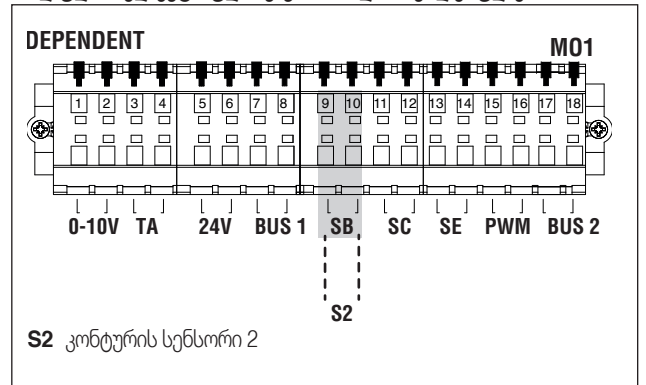 DEPENDENT
M01
1 2 3 4 5 6 7 8 9 10 11 12 13 14 15 16 17 18
0-10V TA 24V BUS 1 SB SC SE PWM BUS 2
S2
S2 კონტურის სენსორი 2